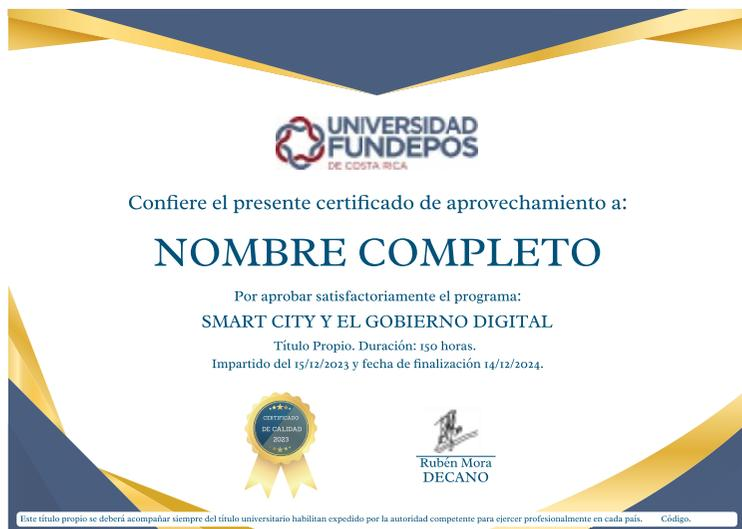 UNIVERSIDAD
FUNDEPOS
DE COSTA RICA
Confiere el presente certificado de aprovechamiento a:
NOMBRE COMPLETO
Por aprobar satisfactoriamente el programa:
SMART CITY Y EL GOBIERNO DIGITAL
Título Propio. Duración: 150 horas.
Impartido del 15/12/2023 y fecha de finalización 14/12/2024.
CERTIFICADO
DE CALIDAD
2023
Rubén Mora
DECANO
Este título propio se deberá acompañar siempre del título universitario habilitan expedido por la autoridad competente para ejercer profesionalmente en cada país. Código.